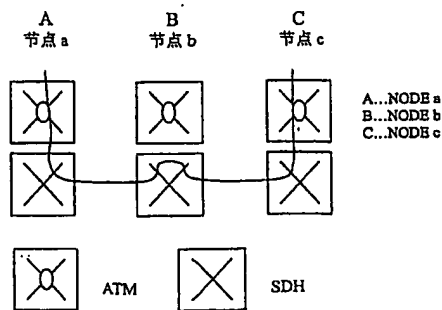 A B C
节点 a 节点 b 节点 c
A...NODE a
B...NODE b
C...NODE c
ATM SDH